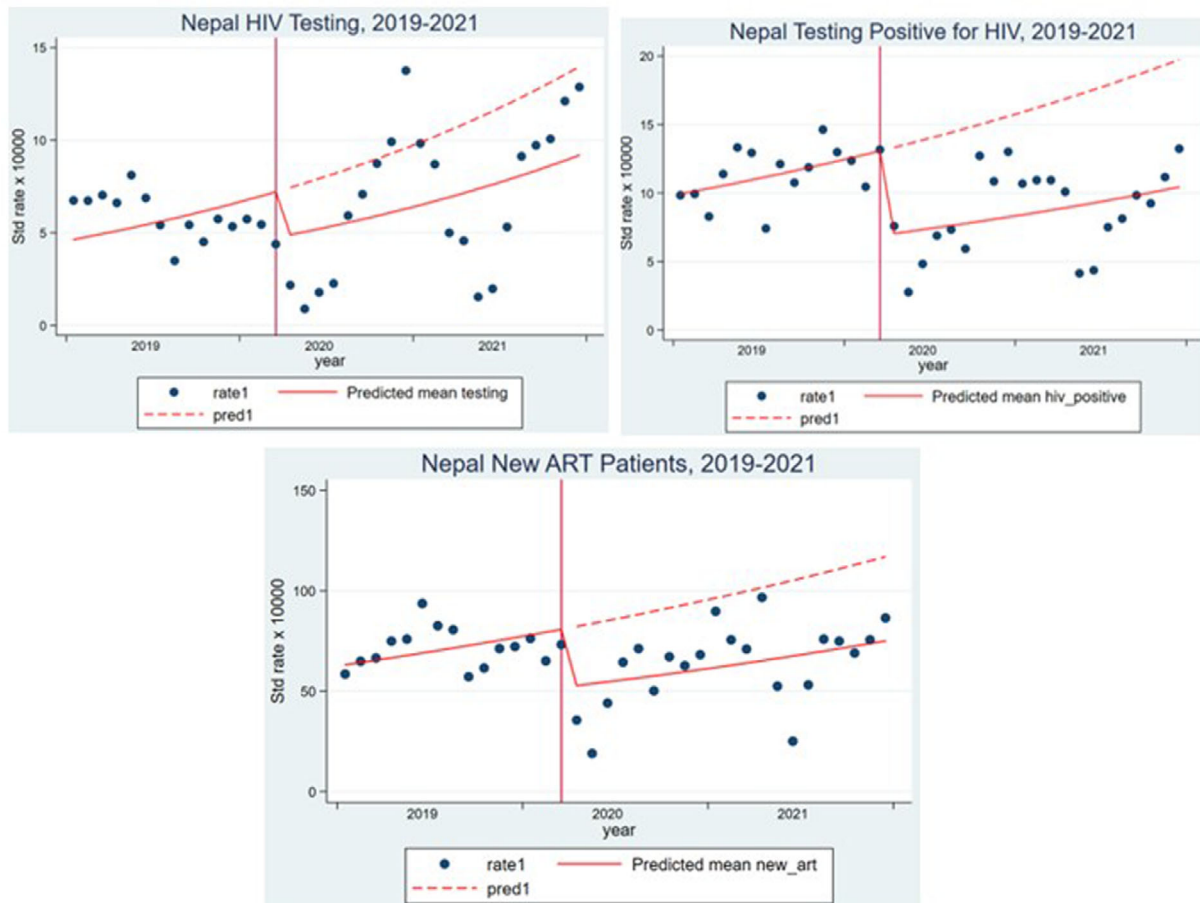 Nepal HIV Testing, 2019-2021
Std rate x 10000
15
10
5
0
2019 2020 2021
year
rate1 Predicted mean testing
pred1
Nepal Testing Positive for HIV, 2019-2021
Std rate x 10000
20
15
10
5
0
2019 2020 2021
year
rate1 Predicted mean hiv_positive
pred1
Nepal New ART Patients, 2019-2021
Std rate x 10000
150
100
50
0
2019 2020 2021
year
rate1 Predicted mean new_art
pred1